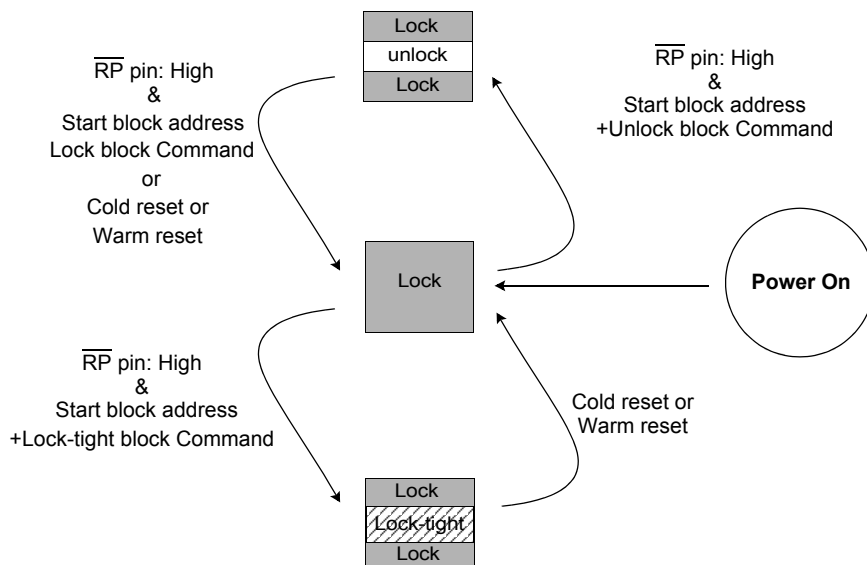 Lock
unlock
Lock
RP pin: High
&
Start block address
Lock block Command
or
Cold reset or
Warm reset
RP pin: High
&
Start block address
+Unlock block Command
Lock
Power On
RP pin: High
&
Start block address
+Lock-tight block Command
Cold reset or
Warm reset
Lock
Lock-tight
Lock